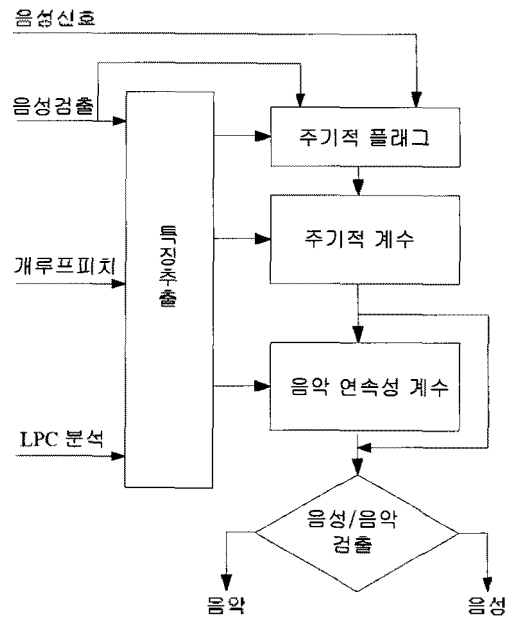 음성신호
음성검출
주기적 플래그
특징추출
주기적 계수
개루프피치
음악 연속성 계수
LPC 분석
음성/음악
검출
음악
음성